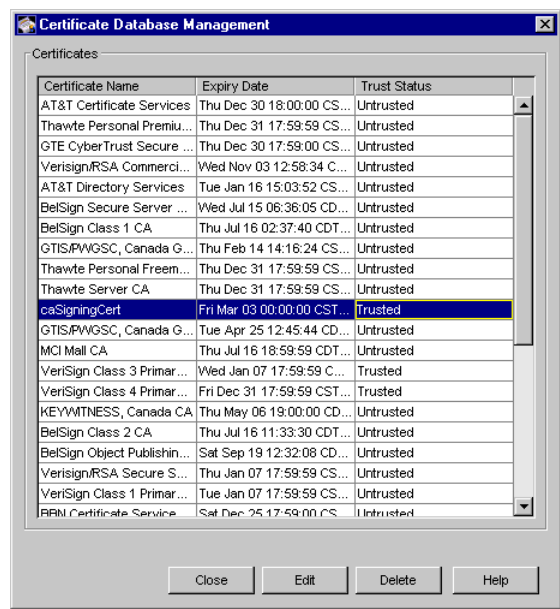 Certificate Database Management
Certificates
Certificate Name Expiry Date Trust Status
AT&T Certificate Services Thu Dec 30 18:00:00 CS... Untrusted
Thawte Personal Premiu... Thu Dec 31 17:59:59 CS... Untrusted
GTE CyberTrust Secure ... Thu Dec 30 17:59:00 CS... Untrusted
Verisign/RSA Commerci... Wed Nov 03 12:58:34 C... Untrusted
AT&T Directory Services Tue Jan 16 15:03:52 CS... Untrusted
BelSign Secure Server ... Wed Jul 15 06:36:05 CD... Untrusted
BelSign Class 1 CA Thu Jul 16 02:37:40 CDT... Untrusted
GTIS/PWGSC, Canada G... Thu Feb 14 14:16:24 CS... Untrusted
Thawte Personal Freem... Thu Dec 31 17:59:59 CS... Untrusted
Thawte Server CA Thu Dec 31 17:59:59 CS... Untrusted
caSigningCert Fri Mar 03 00:00:00 CST... Trusted
GTIS/PWGSC, Canada G... Tue Apr 25 12:45:44 CD... Untrusted
MCI Mall CA Thu Jul 16 18:59:59 CDT... Untrusted
VeriSign Class 3 Primar... Wed Jan 07 17:59:59 C... Trusted
VeriSign Class 4 Primar... Fri Dec 31 17:59:59 CST... Trusted
KEYWITNESS, Canada CA Thu May 06 19:00:00 CD... Untrusted
BelSign Class 2 CA Thu Jul 16 11:33:30 CDT... Untrusted
BelSign Object Publishin... Sat Sep 19 12:32:08 CD... Untrusted
Verisign/RSA Secure S... Thu Jan 07 17:59:59 CS... Untrusted
VeriSign Class 1 Primar... Tue Jan 07 17:59:59 CS... Untrusted
BBN Certificate Service... Sat Dec 25 17:59:00 CS... Untrusted
Close Edit Delete Help